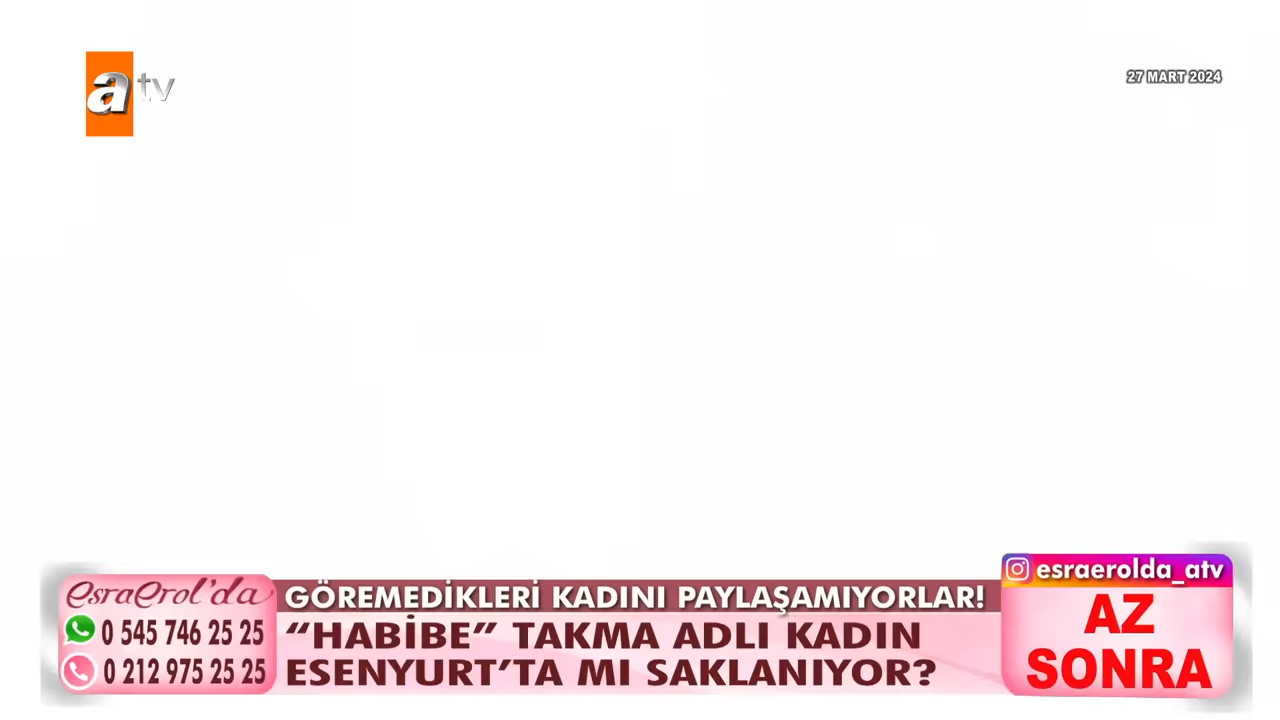 a tv
27 MART 2024
esraerol'da
0 545 746 25 25
0 212 975 25 25
GÖREMEDİKLERİ KADINI PAYLAŞAMIYORLAR!
“HABİBE” TAKMA ADLI KADIN
ESENYURT’TA MI SAKLANIYOR?
esraerolda_atv
AZ
SONRA